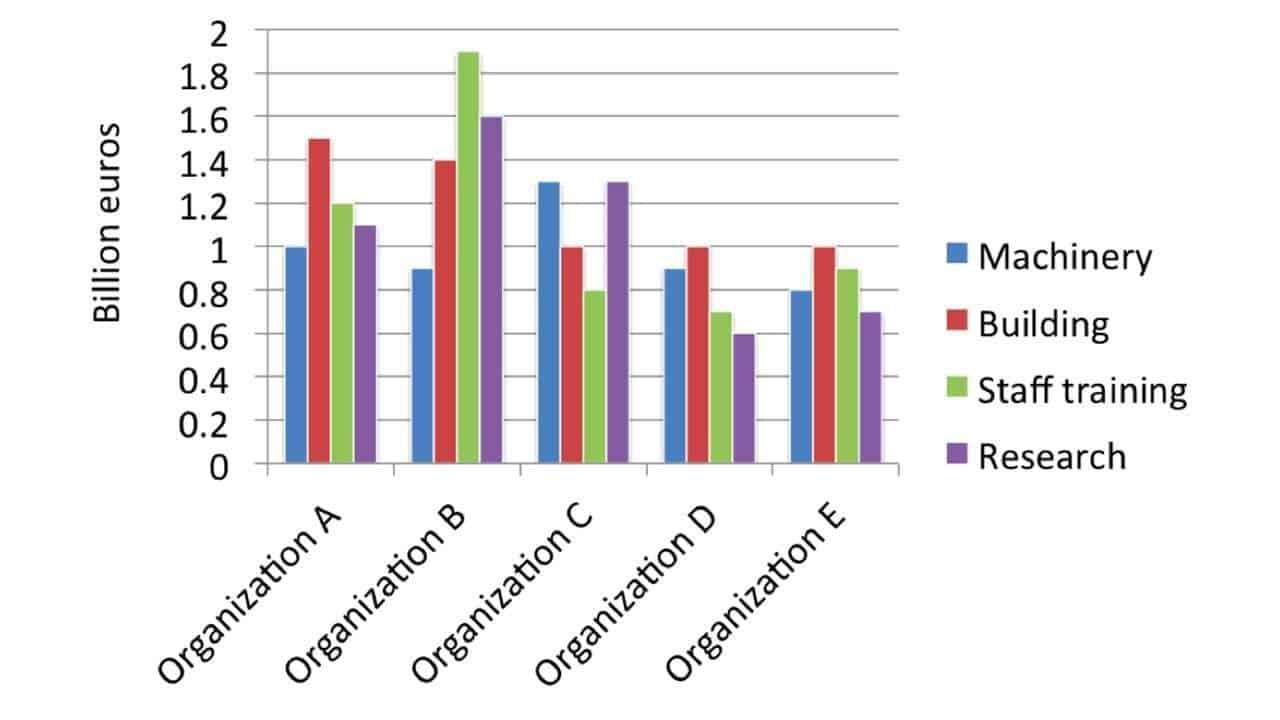 Billion euros
2
1.8
1.6
1.4
1.2
1
0.8
0.6
0.4
0.2
0
Organization A
Organization B
Organization C
Organization D
Organization E
Machinery
Building
Staff training
Research